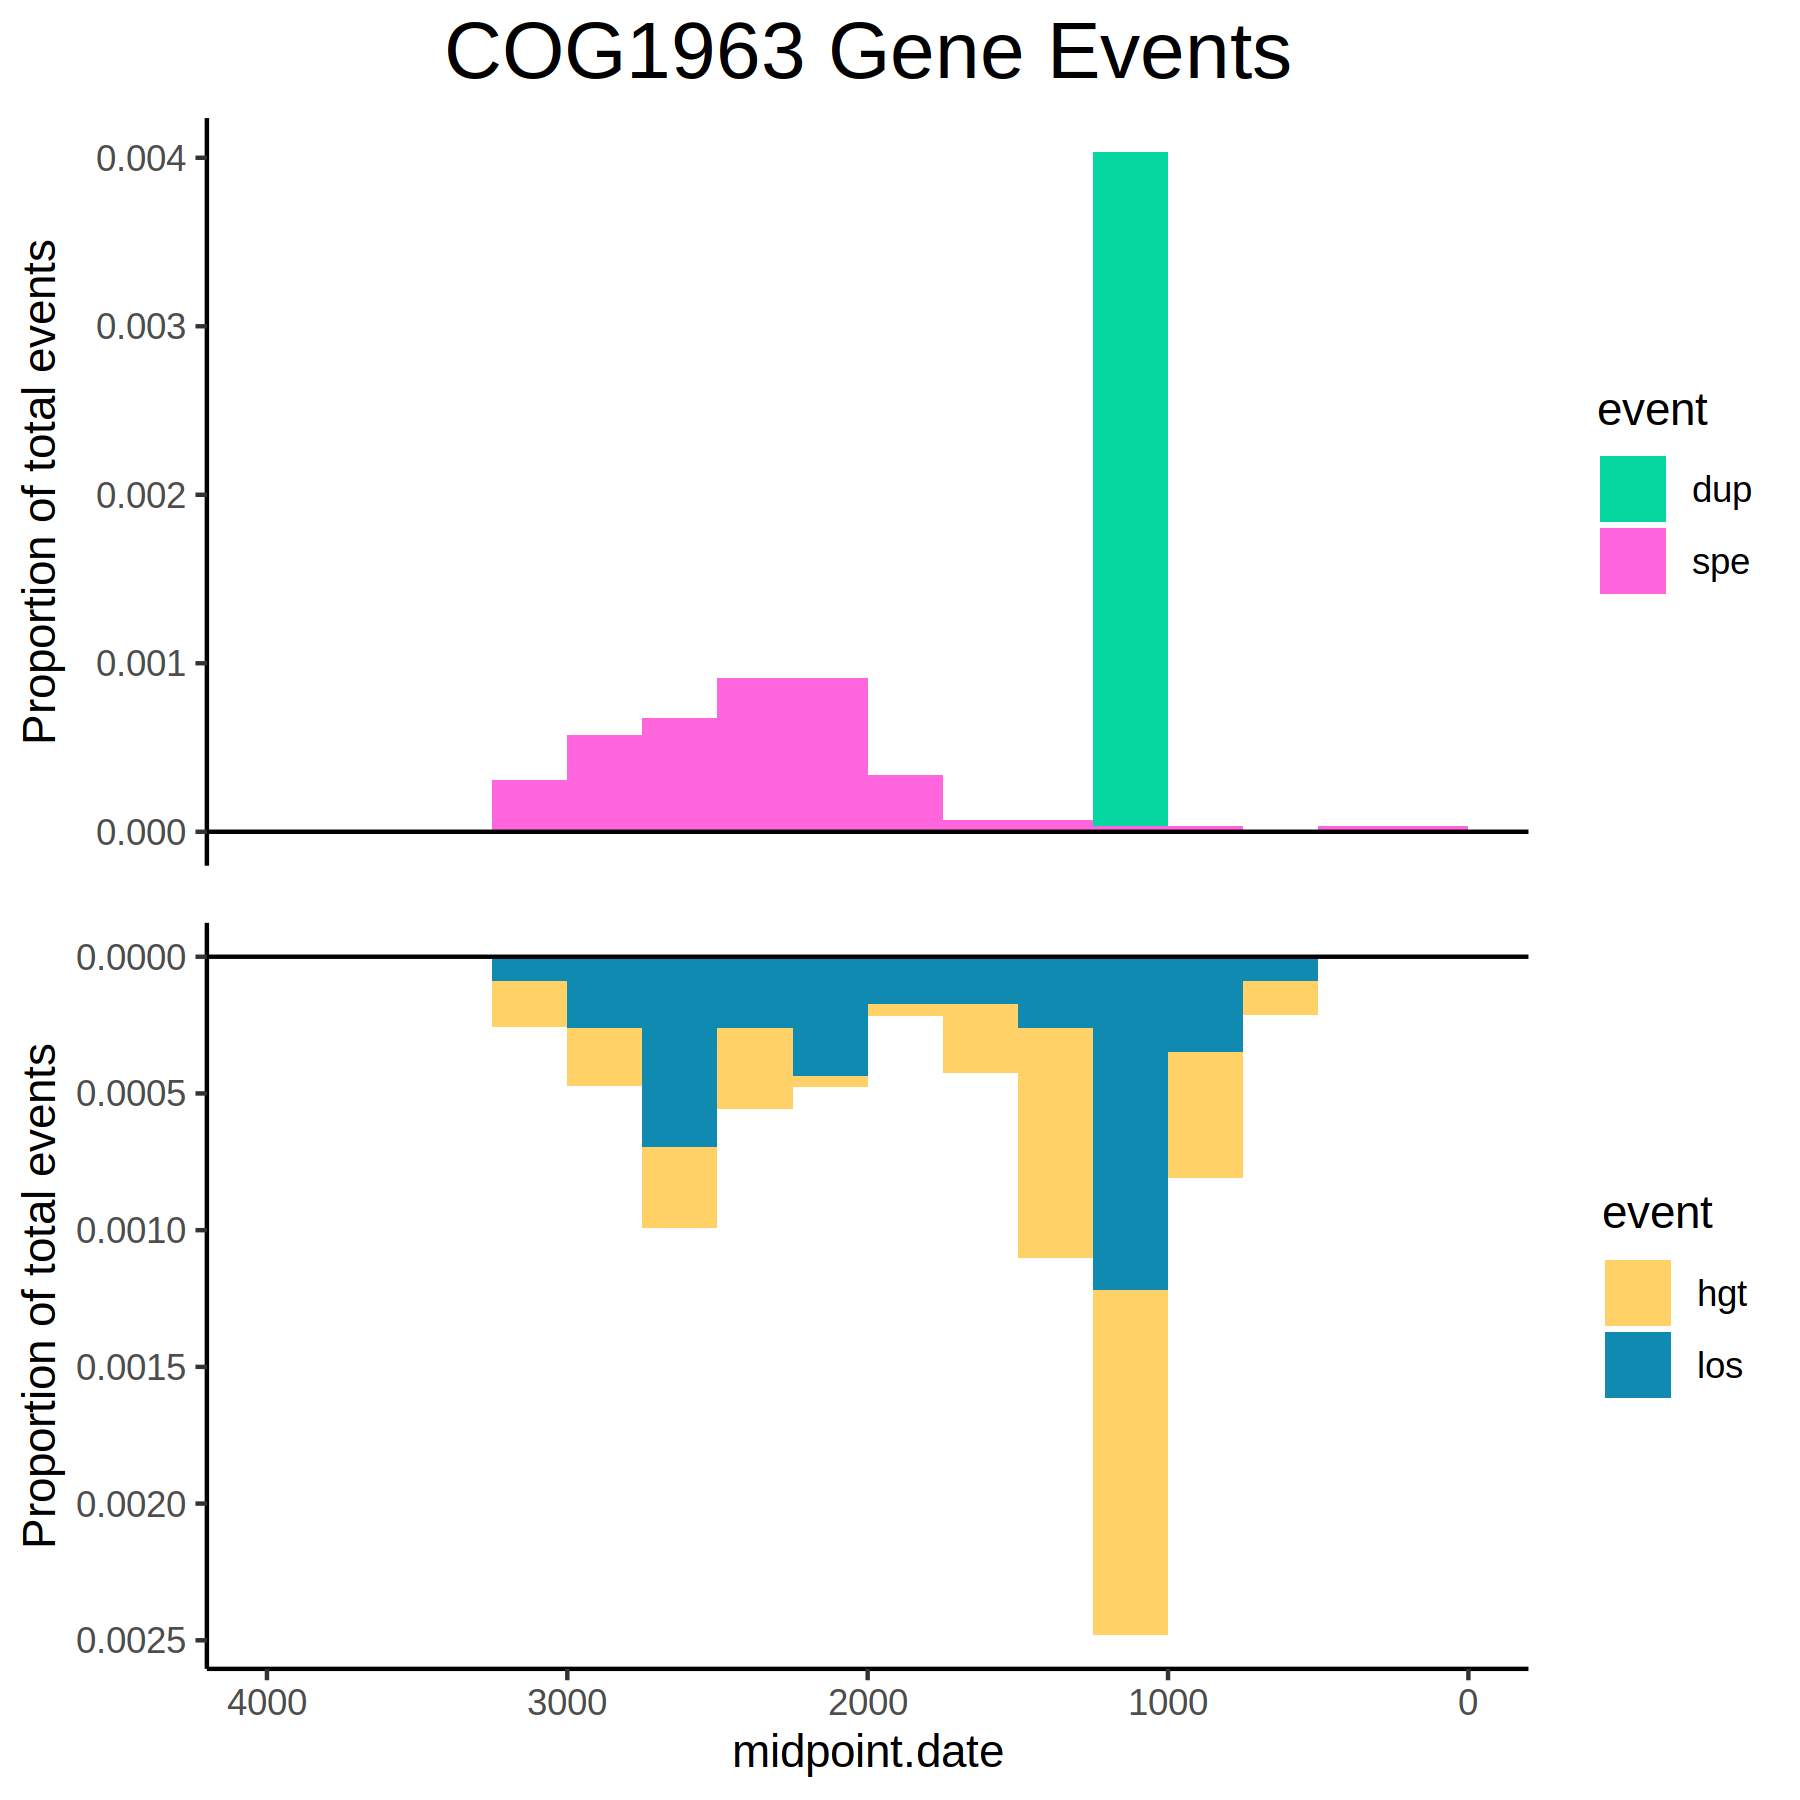 COG1963 Gene Events
Proportion of total events
0.004
0.003
0.002
0.001
0.000
event
dup
spe
Proportion of total events
0.0000
0.0005
0.0010
0.0015
0.0020
0.0025
event
hgt
los
4000 3000 2000 1000 0
midpoint.date